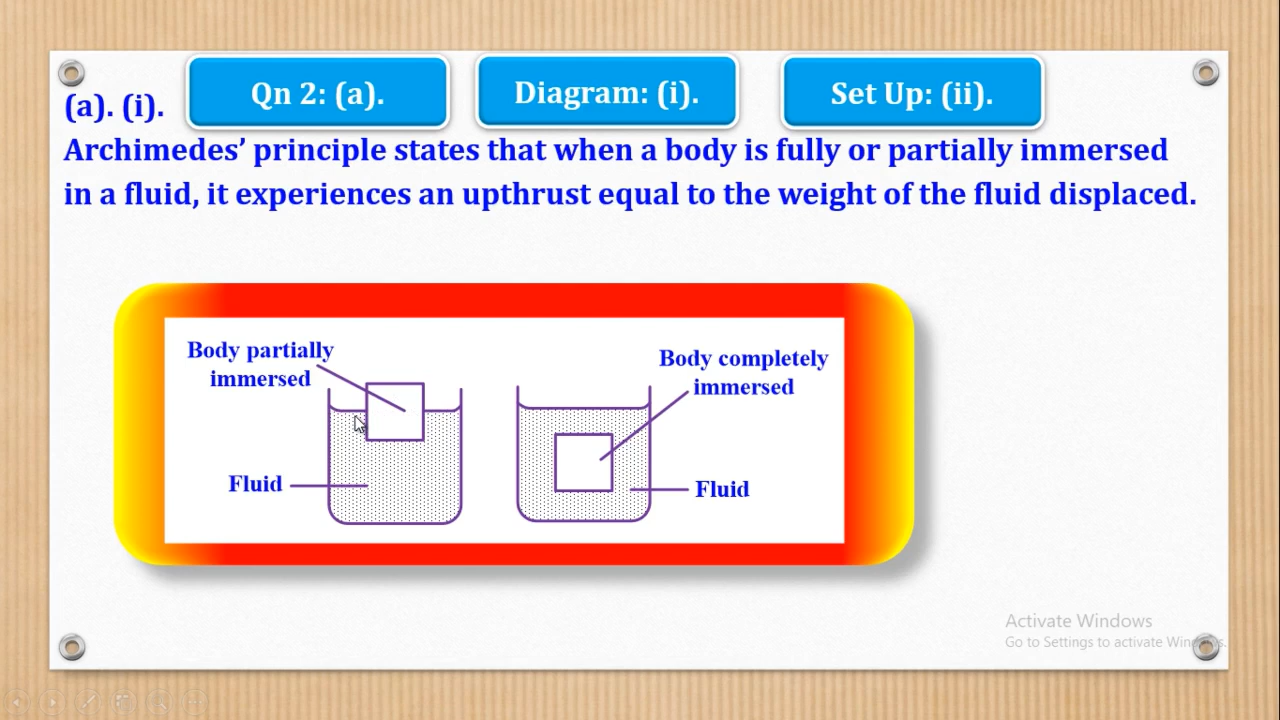 Qn 2: (a).
Diagram: (i).
Set Up: (ii).
(a). (i).
Archimedes’ principle states that when a body is fully or partially immersed
in a fluid, it experiences an upthrust equal to the weight of the fluid displaced.
Body partially
immersed
Body completely
immersed
Fluid
Fluid
Activate Windows
Go to Settings to activate Windows.